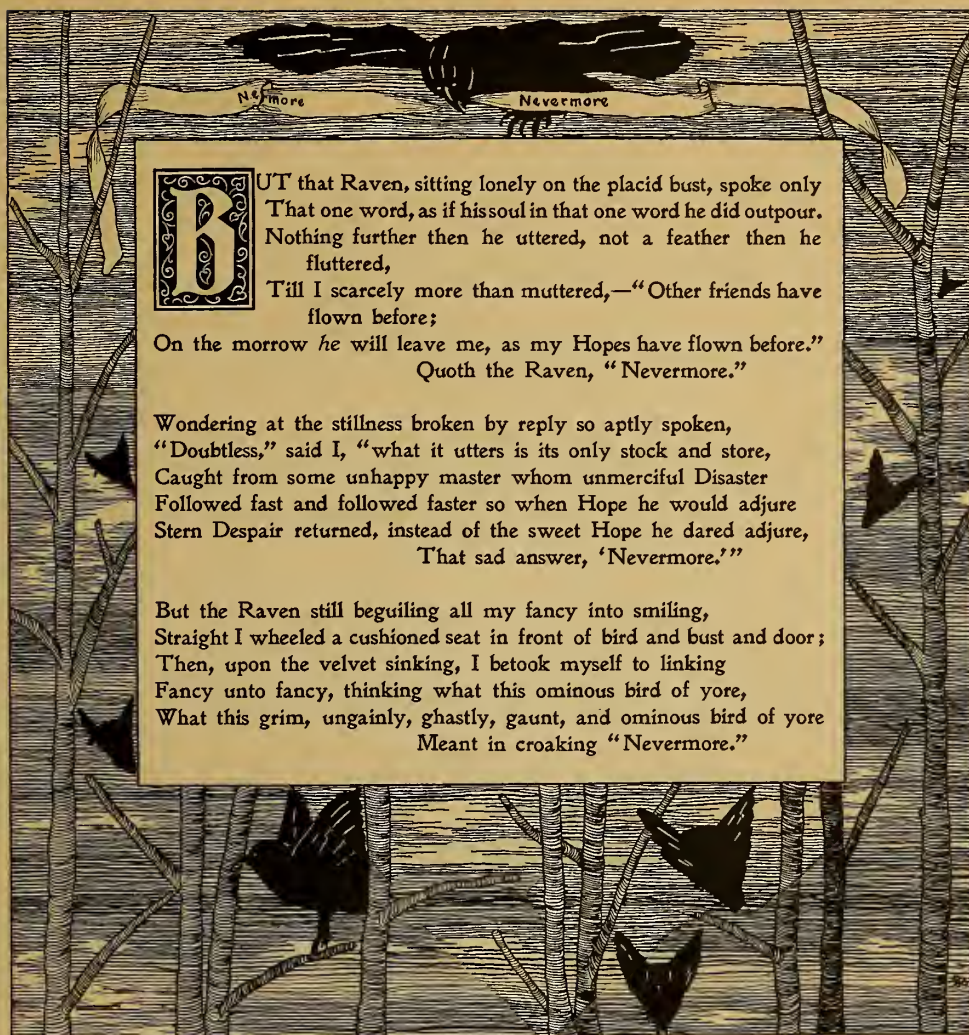 Nevermore
Nevermore
BUT that Raven, sitting lonely on the placid bust, spoke only
That one word, as if his soul in that one word he did outpour.
Nothing further then he uttered, not a feather then he
fluttered,
Till I scarcely more than muttered,—“Other friends have
flown before;
On the morrow he will leave me, as my Hopes have flown before.”
Quoth the Raven, “Nevermore.”
Wondering at the stillness broken by reply so aptly spoken,
“Doubtless,” said I, “what it utters is its only stock and store,
Caught from some unhappy master whom unmerciful Disaster
Followed fast and followed faster so when Hope he would adjure
Stern Despair returned, instead of the sweet Hope he dared adjure,
That sad answer, ‘Nevermore.’”
But the Raven still beguiling all my fancy into smiling,
Straight I wheeled a cushioned seat in front of bird and bust and door;
Then, upon the velvet sinking, I betook myself to linking
Fancy unto fancy, thinking what this ominous bird of yore,
What this grim, ungainly, ghastly, gaunt, and ominous bird of yore
Meant in croaking “Nevermore.”